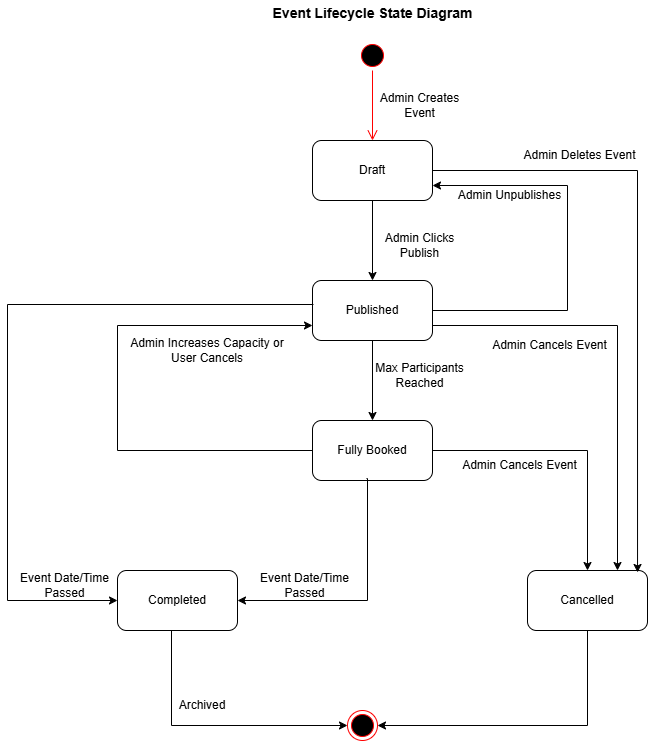 Event Lifecycle State Diagram
Admin Creates
Event
Draft
Admin Deletes Event
Admin Unpublishes
Admin Clicks
Publish
Published
Admin Increases Capacity or
User Cancels
Admin Cancels Event
Max Participants
Reached
Fully Booked
Admin Cancels Event
Event Date/Time
Passed
Completed
Event Date/Time
Passed
Cancelled
Archived